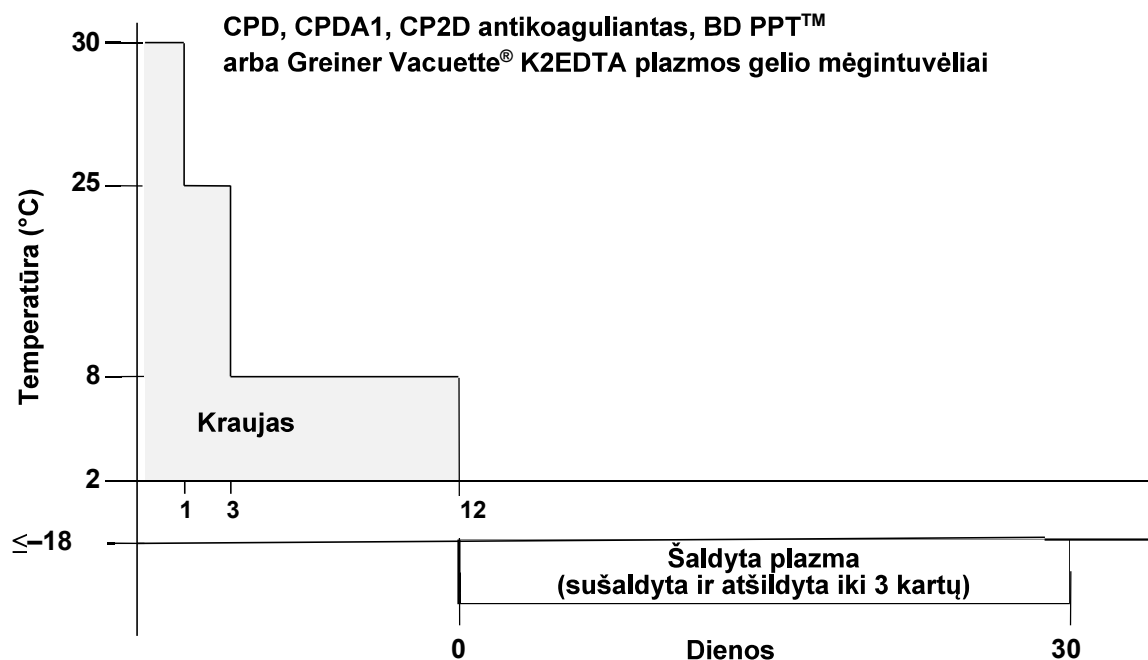 CPD, CPDA1, CP2D antikoaguliantas, BD PPT™
arba Greiner Vacuette® K2EDTA plazmos gelio mėgintuvėliai
Temperatūra (°C)
30
25
8
2
≤–18
Kraujas
1 3 12
Šaldyta plazma
(sušaldyta ir atšildyta iki 3 kartų)
0 Dienos 30